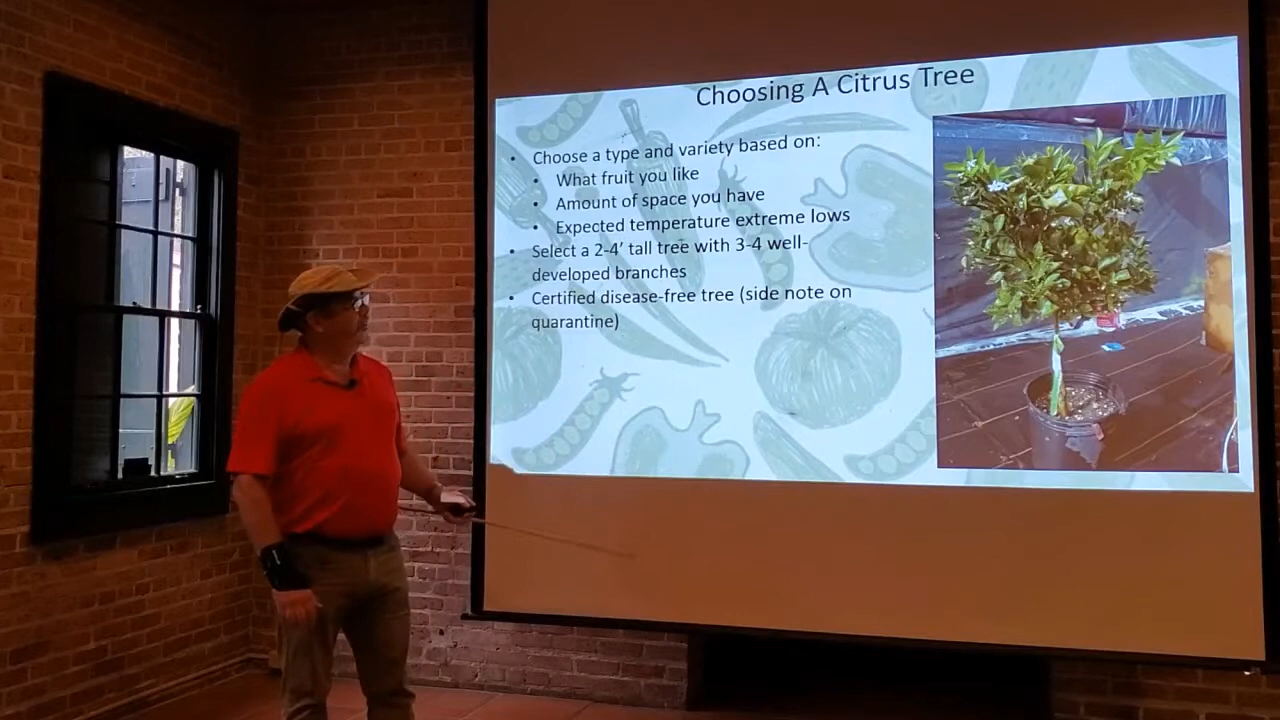 Choosing A Citrus Tree
• Choose a type and variety based on:
• What fruit you like
• Amount of space you have
• Expected temperature extreme lows
• Select a 2-4' tall tree with 3-4 well-
developed branches
• Certified disease-free tree (side note on
quarantine)